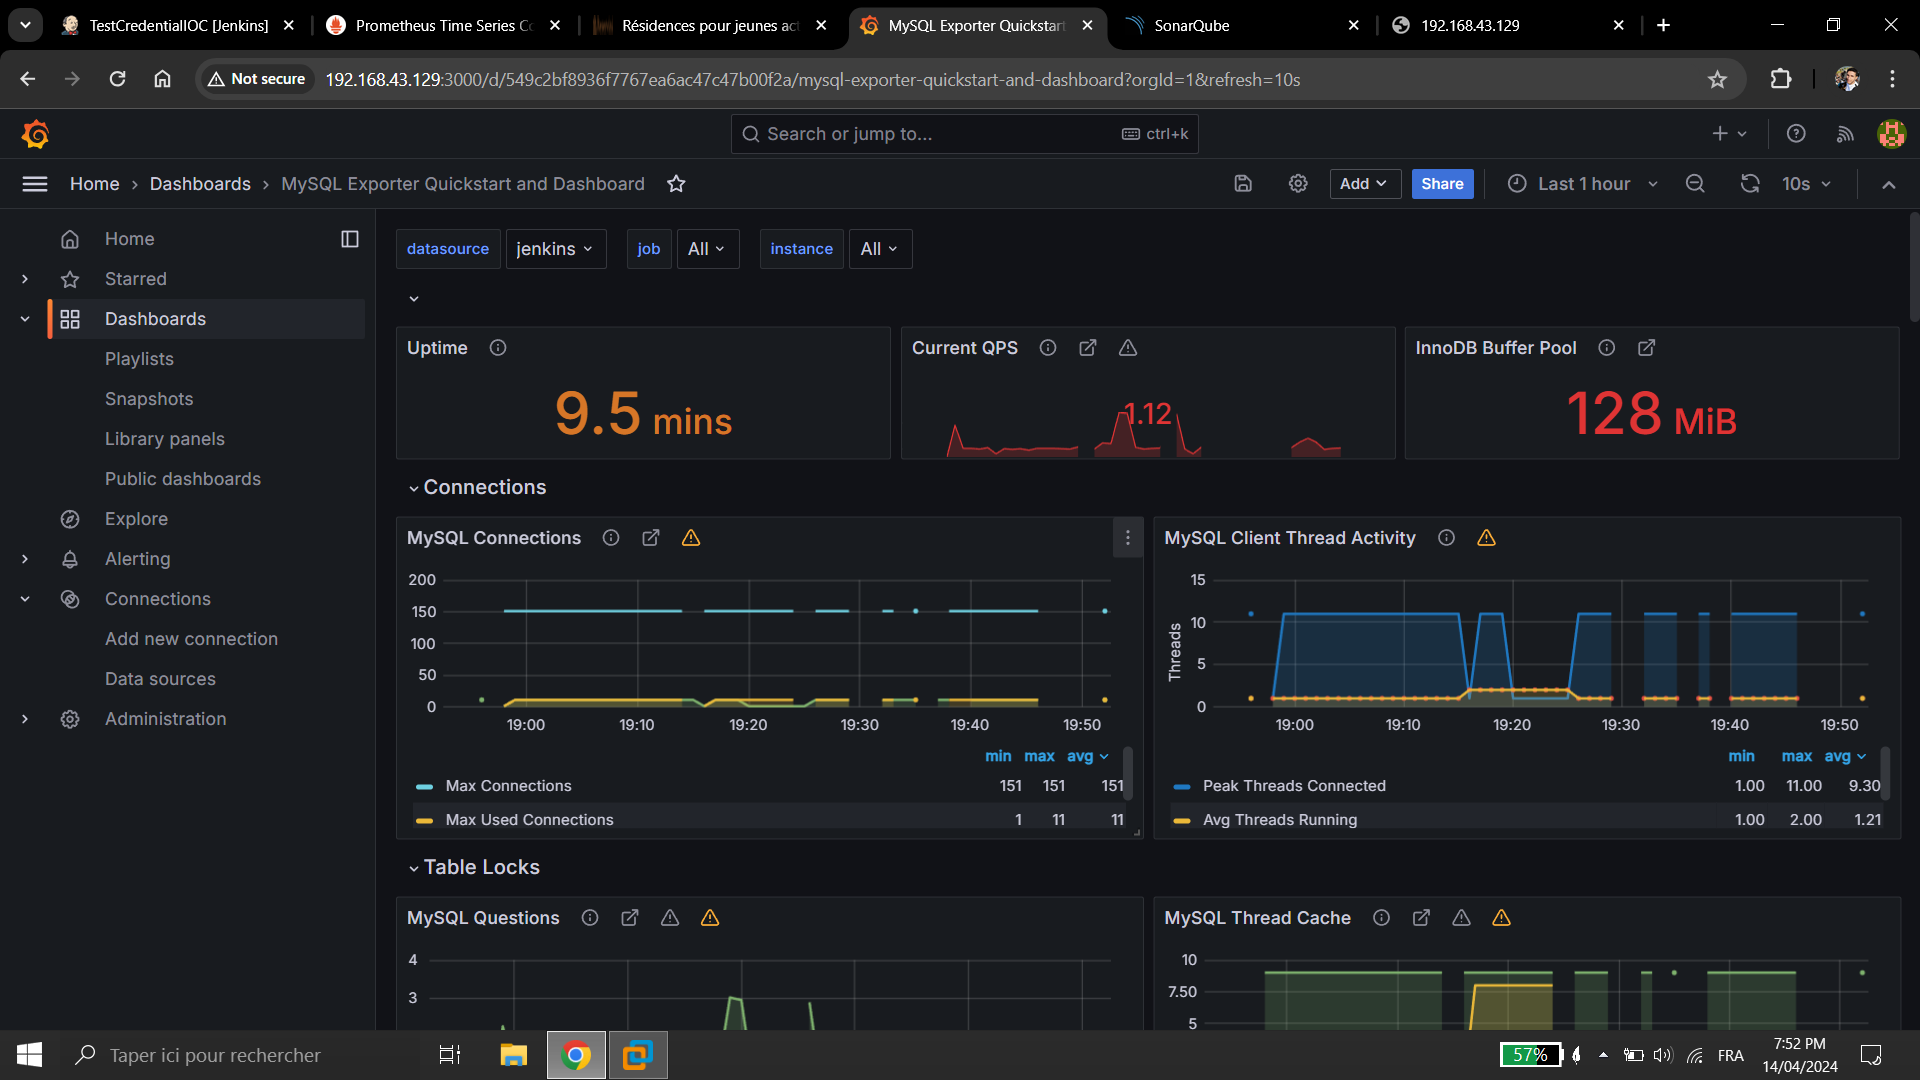 TestCredentialIOC [Jenkins]
Prometheus Time Series Co
Résidences pour jeunes act
MySQL Exporter Quickstart
SonarQube
192.168.43.129
Not secure
192.168.43.129:3000/d/549c2bf8936f7767ea6ac47c47b00f2a/mysql-exporter-quickstart-and-dashboard?orgId=1&refresh=10s
Search or jump to...
ctrl+k
Home
Dashboards
MySQL Exporter Quickstart and Dashboard
Add
Share
Last 1 hour
10s
Home
Starred
Dashboards
Playlists
Snapshots
Library panels
Public dashboards
Explore
Alerting
Connections
Add new connection
Data sources
Administration
datasource
jenkins
job
All
instance
All
Uptime
9.5 mins
Current QPS
1.12
InnoDB Buffer Pool
128 MiB
Connections
MySQL Connections
200
150
100
50
0
19:00 19:10 19:20 19:30 19:40 19:50
min max avg
Max Connections 151 151 151
Max Used Connections 1 11 11
MySQL Client Thread Activity
Threads
15
10
5
0
19:00 19:10 19:20 19:30 19:40 19:50
min max avg
Peak Threads Connected 1.00 11.00 9.30
Avg Threads Running 1.00 2.00 1.21
Table Locks
MySQL Questions
4
3
MySQL Thread Cache
10
7.50
5
Taper ici pour rechercher
57%
FRA
7:52 PM
14/04/2024